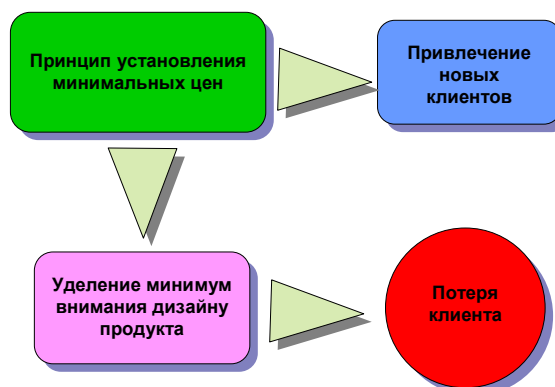 Принцип установления
минимальных цен
Привлечение
новых
клиентов
Уделение минимум
внимания дизайну
продукта
Потеря
клиента